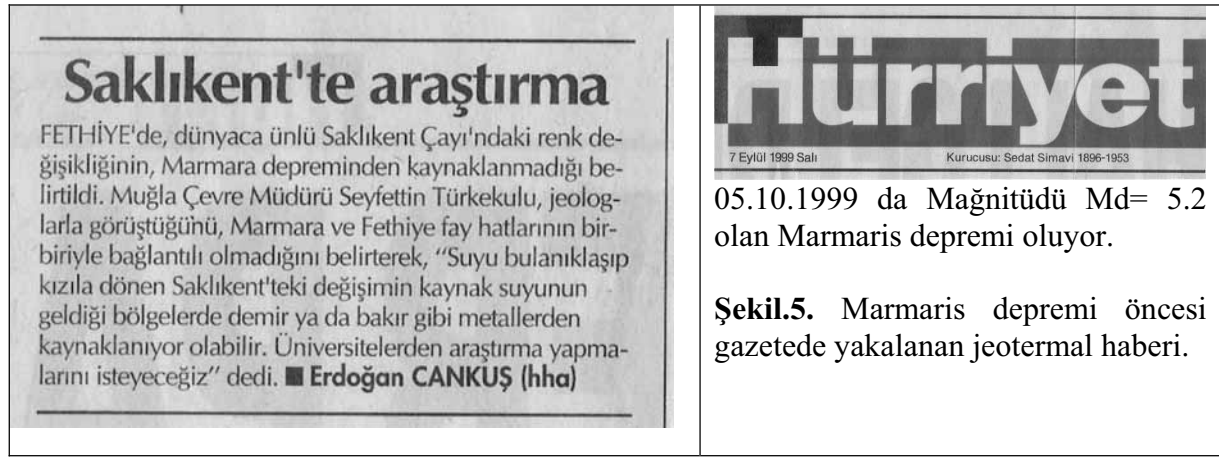 Saklıkent'te araştırma
FETHİYE'de, dünyaca ünlü Saklıkent Çayı'ndaki renk de-
ğişikliğinin, Marmara depreminden kaynaklanmadığı be-
lirtildi. Muğla Çevre Müdürü Seyfettin Türkekulu, jeolog-
larla görüştüğünü, Marmara ve Fethiye fay hatlarının bir-
biriyle bağlantılı olmadığını belirterek, "Suyu bulanıklaşıp
kızıla dönen Saklıkent'teki değişimin kaynak suyunun
geldiği bölgelerde demir ya da bakır gibi metallerden
kaynaklanıyor olabilir. Üniversitelerden araştırma yapma-
larını isteyeceğiz" dedi. ■ Erdoğan CANKUŞ (hha)
Hürriyet
7 Eylül 1999 Salı Kurucusu: Sedat Simavi 1896-1953
05.10.1999 da Mağnitüdü Md= 5.2
olan Marmaris depremi oluyor.
Şekil.5. Marmaris depremi öncesi
gazetede yakalanan jeotermal haberi.